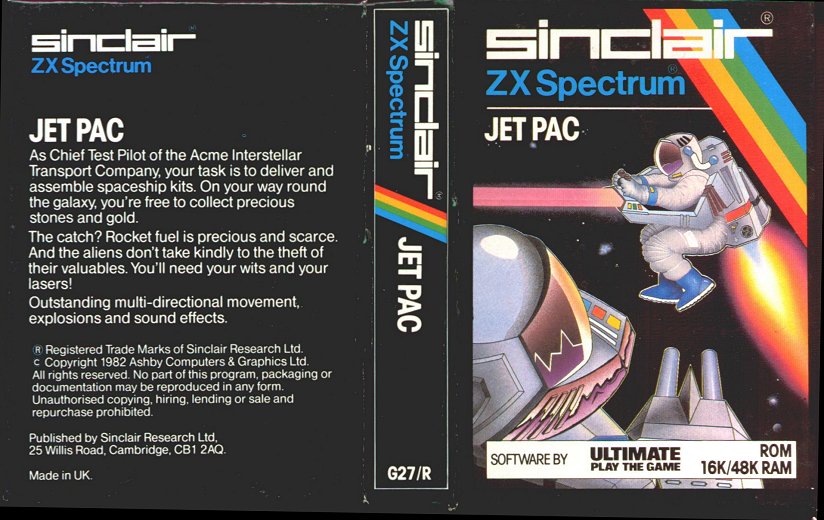 sinclair
ZX Spectrum
JET PAC
As Chief Test Pilot of the Acme Interstellar
Transport Company, your task is to deliver and
assemble spaceship kits. On your way round
the galaxy, you're free to collect precious
stones and gold.
The catch? Rocket fuel is precious and scarce.
And the aliens don't take kindly to the theft of
their valuables. You'll need your wits and your
lasers!
Outstanding multi-directional movement,
explosions and sound effects.
® Registered Trade Marks of Sinclair Research Ltd.
c Copyright 1982 Ashby Computers & Graphics Ltd.
All rights reserved. No part of this program, packaging or
documentation may be reproduced in any form.
Unauthorised copying, hiring, lending or sale and
repurchase prohibited.
Published by Sinclair Research Ltd,
25 Willis Road, Cambridge, CB1 2AQ.
Made in UK.
sinclair®
ZX Spectrum
JET PAC
G27/R
sinclair®
ZX Spectrum®
JET PAC
SOFTWARE BY
ULTIMATE
PLAY THE GAME
ROM
16K/48K RAM